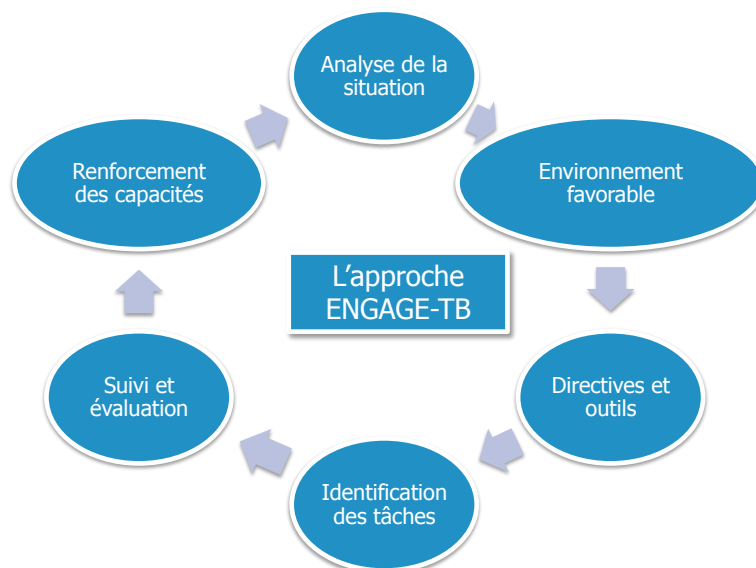 Analyse de la
situation
Environnement
favorable
Directives et
outils
Identification
des tâches
Suivi et
évaluation
Renforcement
des capacités
L’approche
ENGAGE-TB